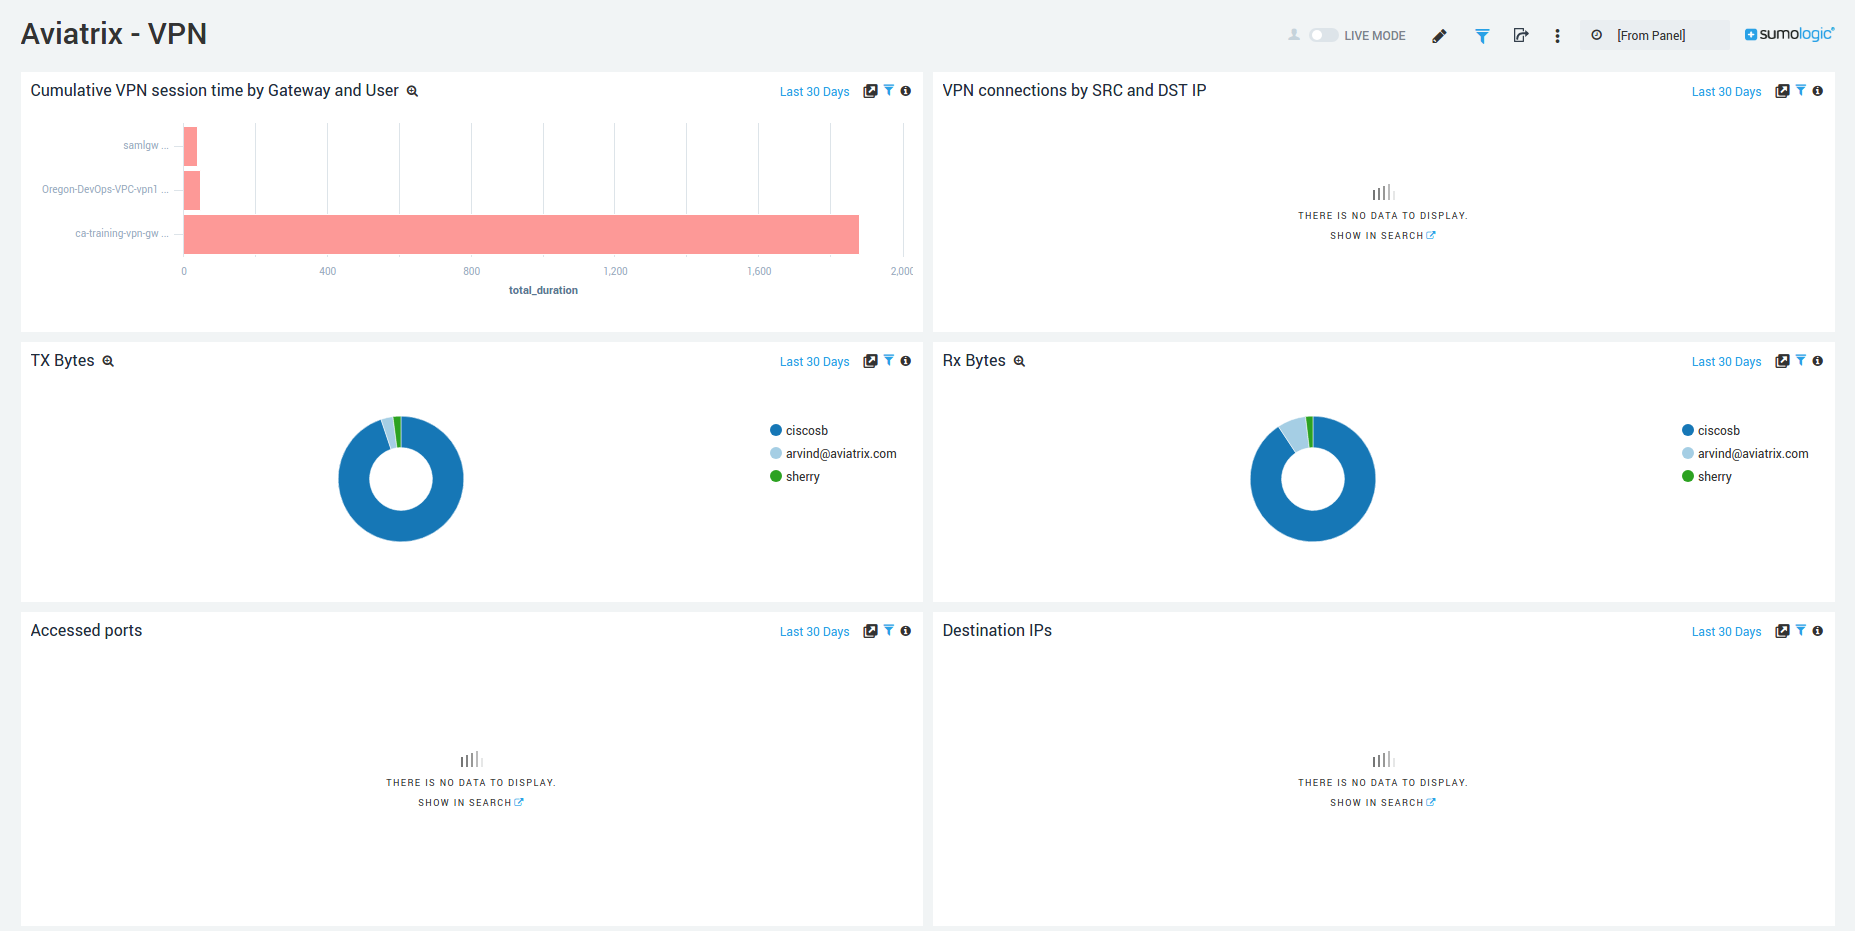 Aviatrix - VPN
LIVE MODE
[From Panel]
sumologic
Cumulative VPN session time by Gateway and User
Last 30 Days
samlgw ...
Oregon-DevOps-VPC-vpn1 ...
ca-training-vpn-gw ...
0 400 800 1,200 1,600 2,000
total_duration
VPN connections by SRC and DST IP
Last 30 Days
THERE IS NO DATA TO DISPLAY.
SHOW IN SEARCH
TX Bytes
Last 30 Days
ciscosb
arvind@aviatrix.com
sherry
Rx Bytes
Last 30 Days
ciscosb
arvind@aviatrix.com
sherry
Accessed ports
Last 30 Days
THERE IS NO DATA TO DISPLAY.
SHOW IN SEARCH
Destination IPs
Last 30 Days
THERE IS NO DATA TO DISPLAY.
SHOW IN SEARCH